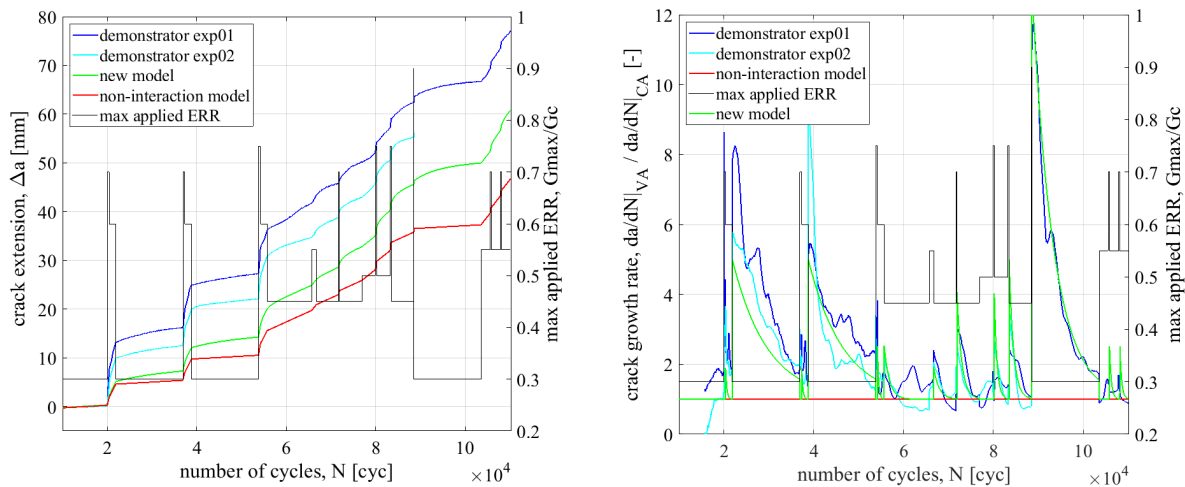 demonstrator exp01
demonstrator exp02
new model
non-interaction model
max applied ERR
crack extension, Δa [mm]
80
70
60
50
40
30
20
10
0
1
0.9
0.8
0.7
0.6
0.5
0.4
0.3
0.2
max applied ERR, Gmax/Gc
2
4
6
8
10
×10⁴
number of cycles, N [cyc]
demonstrator exp01
demonstrator exp02
non-interaction model
max applied ERR
new model
crack growth rate, da/dN|VA / da/dN|CA [-]
12
10
8
6
4
2
0
1
0.9
0.8
0.7
0.6
0.5
0.4
0.3
0.2
max applied ERR, Gmax/Gc
2
4
6
8
10
×10⁴
number of cycles, N [cyc]